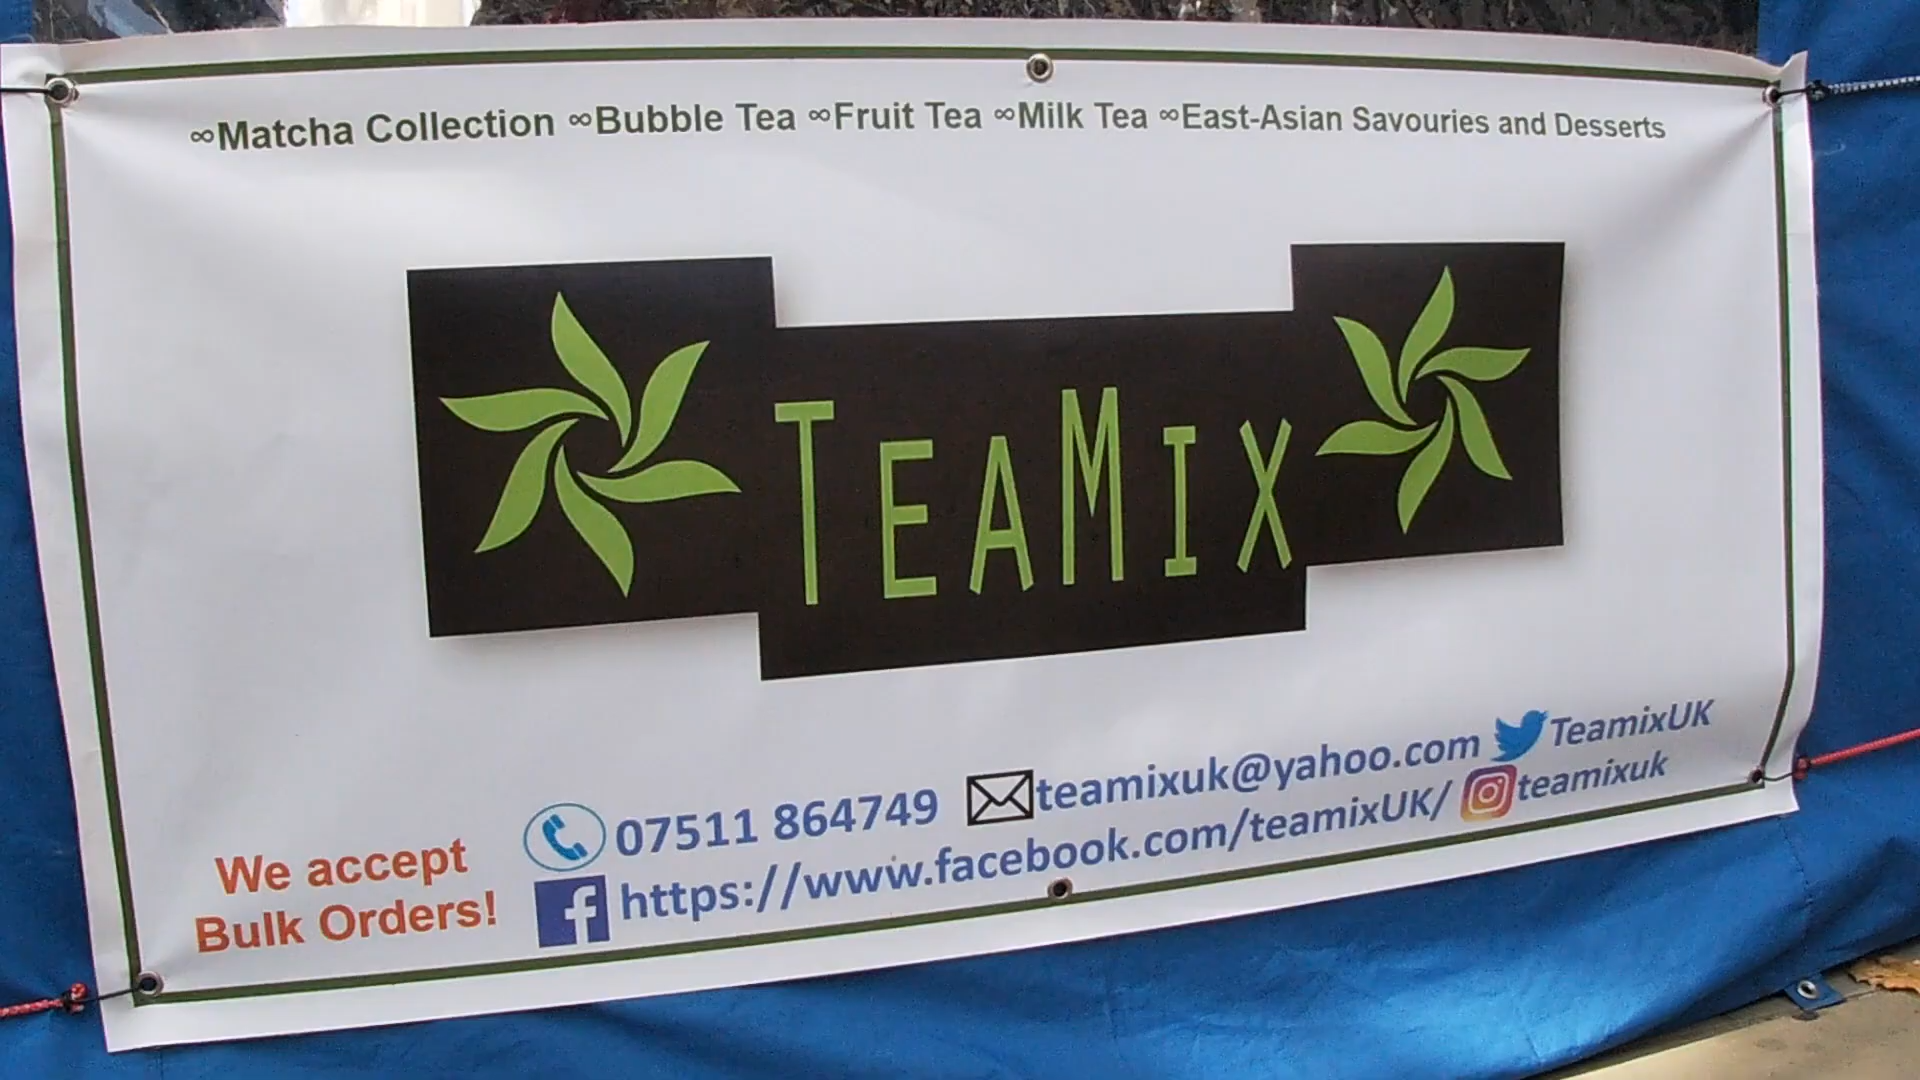 ∞Matcha Collection ∞Bubble Tea ∞Fruit Tea ∞Milk Tea ∞East-Asian Savouries and Desserts
TEAMIX
We accept
Bulk Orders!
07511 864749 teamixuk@yahoo.com TeamixUK
https://www.facebook.com/teamixUK/ teamixuk